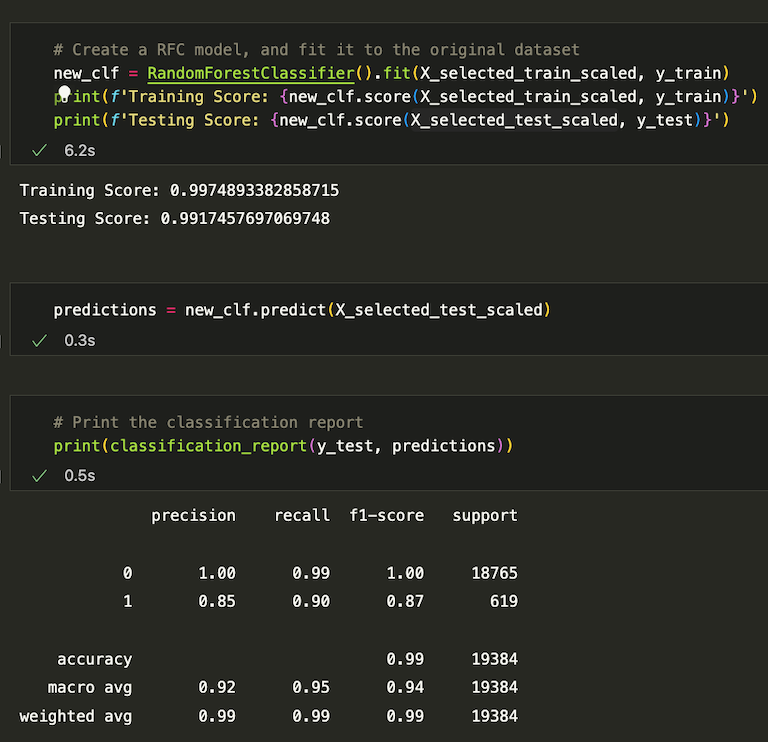 # Create a RFC model, and fit it to the original dataset
new_clf = RandomForestClassifier().fit(X_selected_train_scaled, y_train)
print(f'Training Score: {new_clf.score(X_selected_train_scaled, y_train)}')
print(f'Testing Score: {new_clf.score(X_selected_test_scaled, y_test)}')
6.2s
Training Score: 0.9974893382858715
Testing Score: 0.9917457697069748
predictions = new_clf.predict(X_selected_test_scaled)
0.3s
# Print the classification report
print(classification_report(y_test, predictions))
0.5s
precision recall f1-score support
0 1.00 0.99 1.00 18765
1 0.85 0.90 0.87 619
accuracy 0.99 19384
macro avg 0.92 0.95 0.94 19384
weighted avg 0.99 0.99 0.99 19384